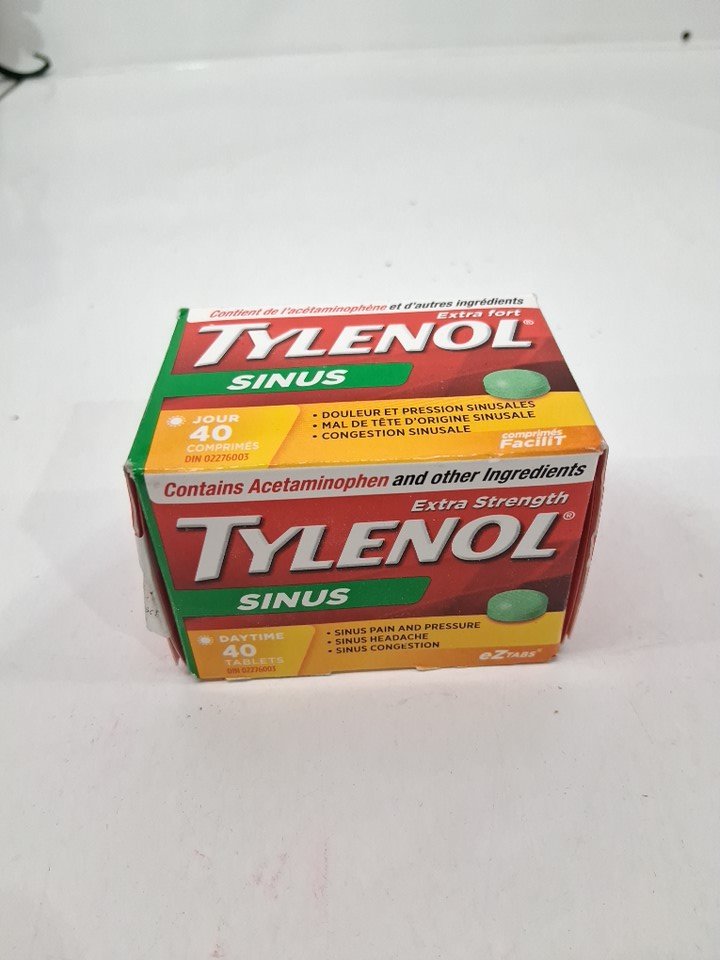 Contient de l'acétaminophène et d'autres ingrédients
Extra fort
TYLENOL®
SINUS
JOUR
40
COMPRIMÉS
DIN 02276003
• DOULEUR ET PRESSION SINUSALES
• MAL DE TÊTE D'ORIGINE SINUSALE
• CONGESTION SINUSALE
comprimés
FaciliT
Contains Acetaminophen and other Ingredients
Extra Strength
TYLENOL®
SINUS
DAYTIME
40
TABLETS
DIN 02276003
• SINUS PAIN AND PRESSURE
• SINUS HEADACHE
• SINUS CONGESTION
eZTABS